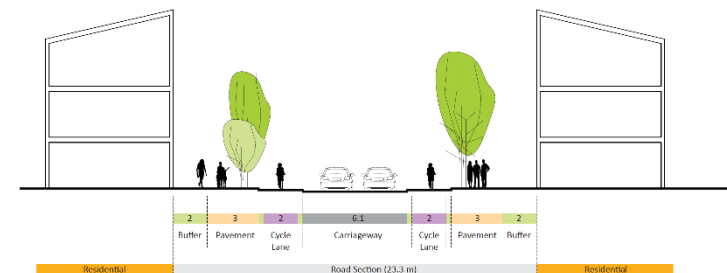 2 3 2 6.1 2 3 2
Buffer Pavement Cycle Lane Carriageway Cycle Lane Pavement Buffer
Residential Road Section (23.3 m) Residential